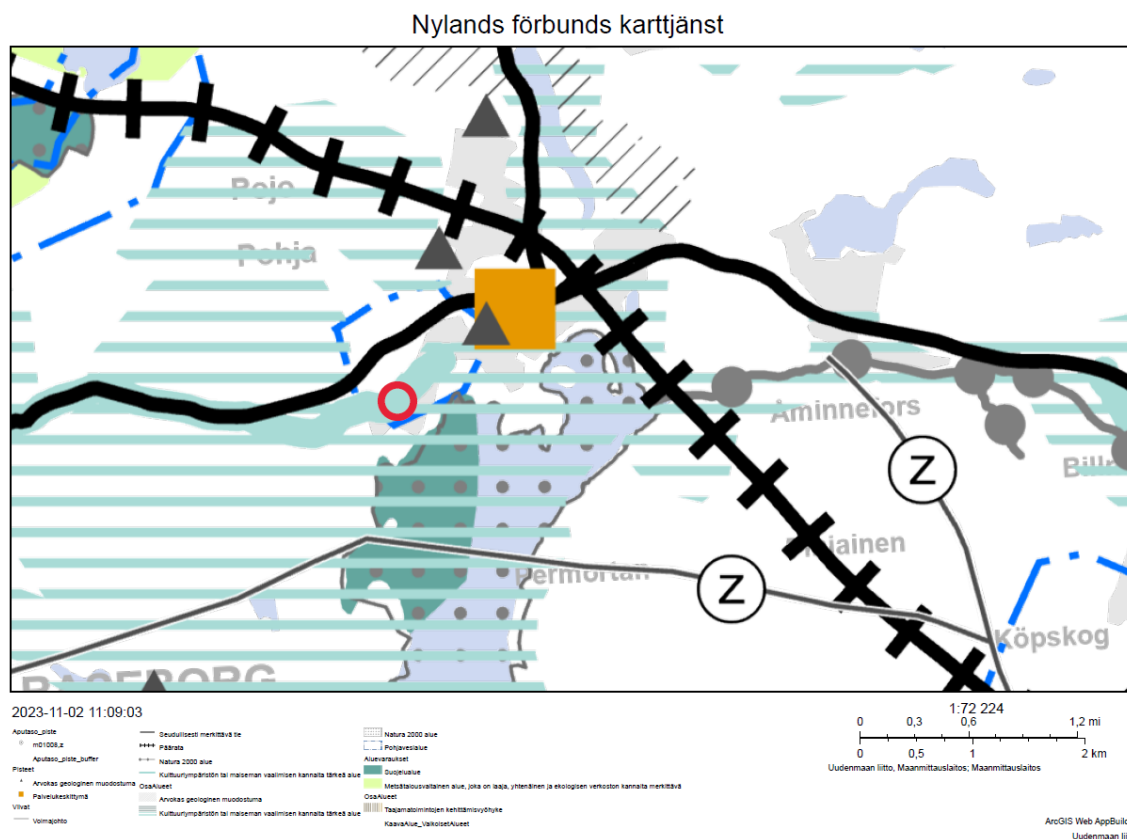 Nylands förbunds karttjänst
Pojo
Pohja
Åminnefors
Billn
Z
Z
Köpskog
2023-11-02 11:09:03
1:72 224
0 0,3 0,6 1,2 mi
0 0,5 1 2 km
Uudenmaan liitto, Maanmittauslaitos; Maanmittauslaitos
Aputaso_piste
Aputaso_piste_buffer
Pisteet
Arvokas geologinen muodostuma
Palvelukeskittymä
Viivat
Voimajohto
Seudullisesti merkittävä tie
Päärata
Natura 2000 alue
Kulttuuriympäristön tai maiseman vaalimisen kannalta tärkeä alue
OsaAlueet
Arvokas geologinen muodostuma
Kulttuuriympäristön tai maiseman vaalimisen kannalta tärkeä alue
Natura 2000 alue
Pohjavesialue
Aluevaraukset
Suojelualue
Metsätalousvaltainen alue, joka on laaja, yhtenäinen ja ekologisen verkoston kannalta merkittävä
OsaAlueet
Taajamatoimintojen kehittämisvyöhyke
KaavaAlue_ValkoisetAlueet
ArcGIS Web AppBuild
Uudenmaan lii